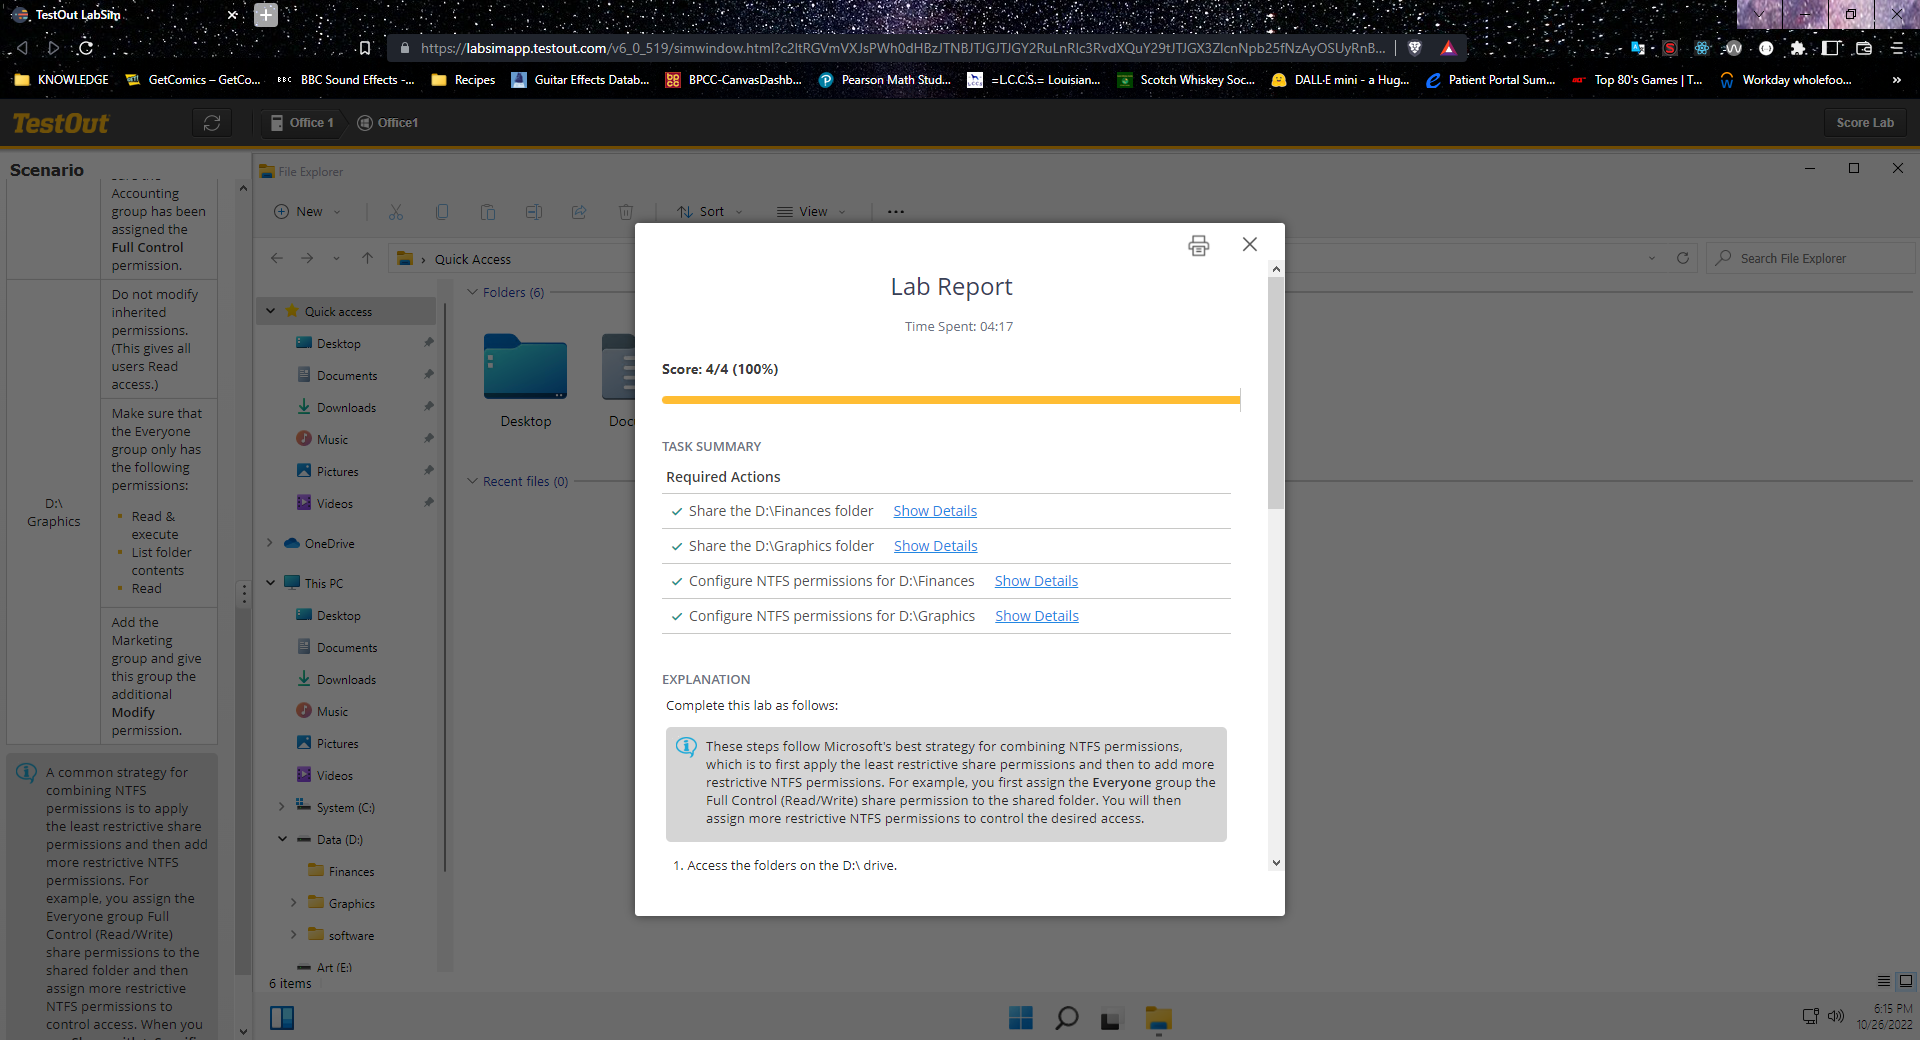 TestOut LabSim
https://labsimapp.testout.com/v6_0_519/simwindow.html?
KNOWLEDGE
GetComics – GetCo...
BBC BBC Sound Effects -...
Recipes
Guitar Effects Datab...
BPCC-CanvasDashb...
Pearson Math Stud...
=L.C.C.S.= Louisian...
Scotch Whiskey Soc...
DALL·E mini - a Hug...
Patient Portal Sum...
Top 80's Games | T...
Workday wholefoo...
»
TestOut
Office 1
Office1
Score Lab
Scenario
Accounting
group has been
assigned the
Full Control
permission.
D:\
Graphics
Do not modify
inherited
permissions.
(This gives all
users Read
access.)
Make sure that
the Everyone
group only has
the following
permissions:
• Read &
execute
• List folder
contents
• Read
Add the
Marketing
group and give
this group the
additional
Modify
permission.
A common strategy for
combining NTFS
permissions is to apply
the least restrictive share
permissions and then add
more restrictive NTFS
permissions. For
example, you assign the
Everyone group Full
Control (Read/Write)
share permissions to the
shared folder and then
assign more restrictive
NTFS permissions to
control access. When you
File Explorer
New
Sort
View
Quick Access
Search File Explorer
Quick access
Desktop
Documents
Downloads
Music
Pictures
Videos
OneDrive
This PC
Desktop
Documents
Downloads
Music
Pictures
Videos
System (C:)
Data (D:)
Finances
Graphics
software
Art (E:)
6 items
Folders (6)
Desktop
Doc
Recent files (0)
Lab Report
Time Spent: 04:17
Score: 4/4 (100%)
TASK SUMMARY
Required Actions
Share the D:\Finances folder Show Details
Share the D:\Graphics folder Show Details
Configure NTFS permissions for D:\Finances Show Details
Configure NTFS permissions for D:\Graphics Show Details
EXPLANATION
Complete this lab as follows:
These steps follow Microsoft's best strategy for combining NTFS permissions,
which is to first apply the least restrictive share permissions and then to add more
restrictive NTFS permissions. For example, you first assign the Everyone group the
Full Control (Read/Write) share permission to the shared folder. You will then
assign more restrictive NTFS permissions to control the desired access.
1. Access the folders on the D:\ drive.
6:15 PM
10/26/2022